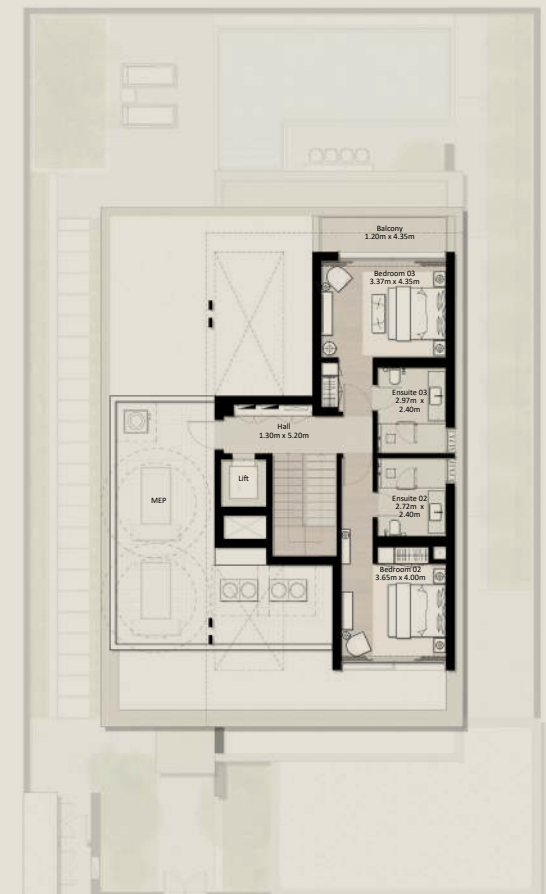 Balcony
1.20m x 4.35m
Bedroom 03
3.37m x 4.35m
Ensuite 03
2.97m x
2.40m
Hall
1.30m x 5.20m
Lift
MEP
Ensuite 02
2.72m x
2.40m
Bedroom 02
3.65m x 4.00m